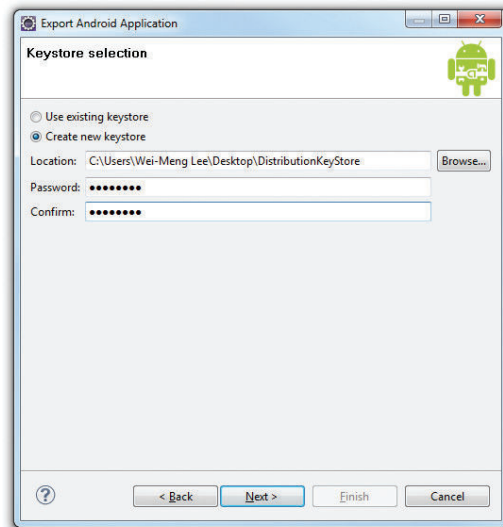 Export Android Application
Keystore selection
Use existing keystore
Create new keystore
Location: C:\Users\Wei-Meng Lee\Desktop\DistributionKeyStore Browse...
Password: ●●●●●●●●
Confirm: ●●●●●●●●
? < Back Next > Finish Cancel